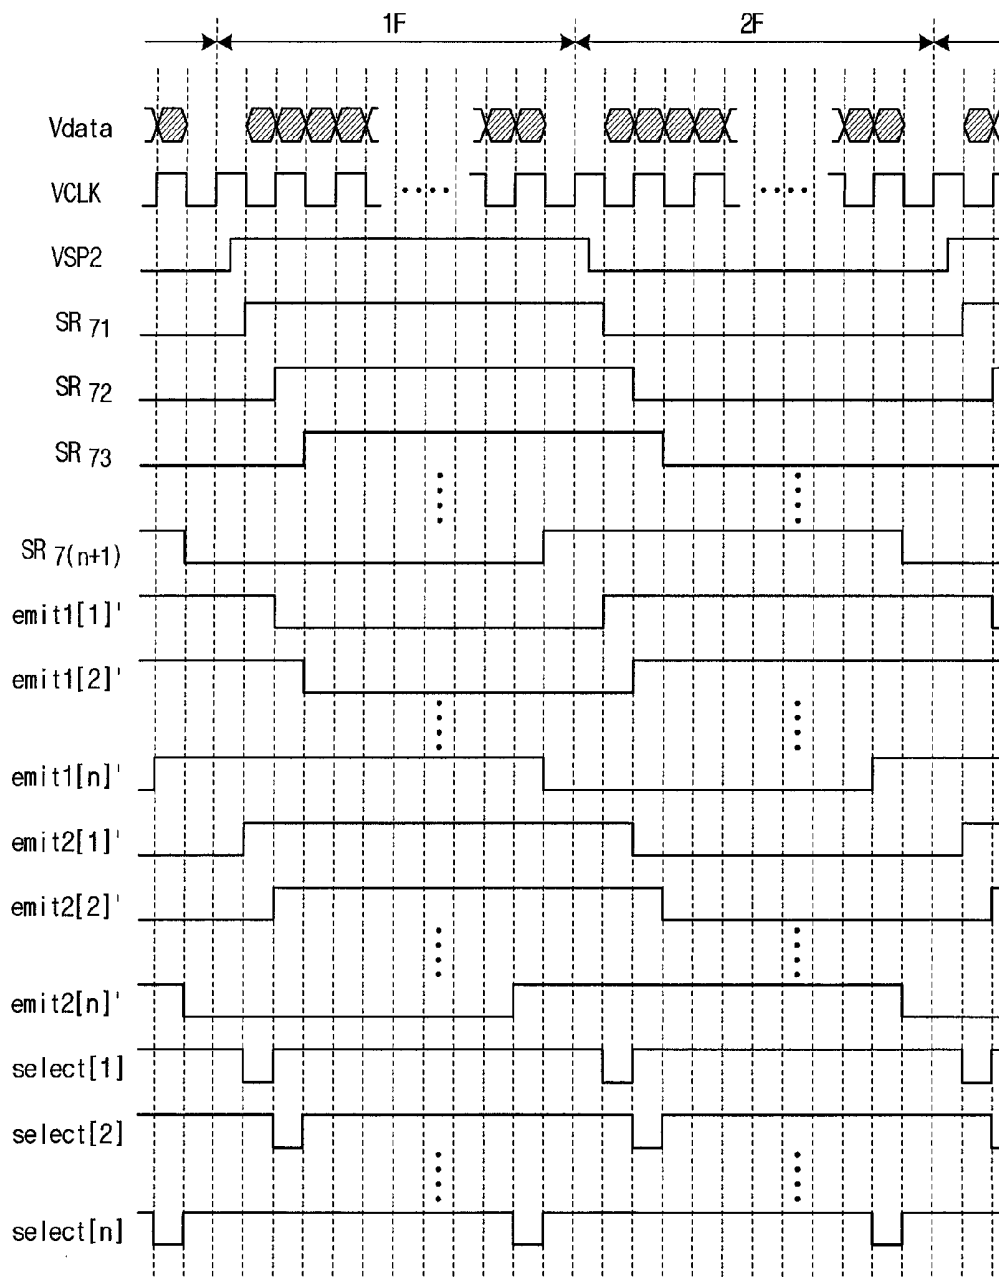 1F 2F
Vdata
VCLK
VSP2
SR 71
SR 72
SR 73
SR 7(n+1)
emit1[1]'
emit1[2]'
emit1[n]'
emit2[1]'
emit2[2]'
emit2[n]'
select[1]
select[2]
select[n]